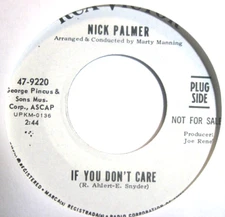 NICK PALMER
Arranged & Conducted by Marty Manning
47-9220
George Pincus &
Sons Mus.
Corp., ASCAP
UPKM-0136
2:44
PLUG
SIDE
NOT FOR SALE
Producer:
Joe René
IF YOU DON'T CARE
(R. Ahlert-E. Snyder)